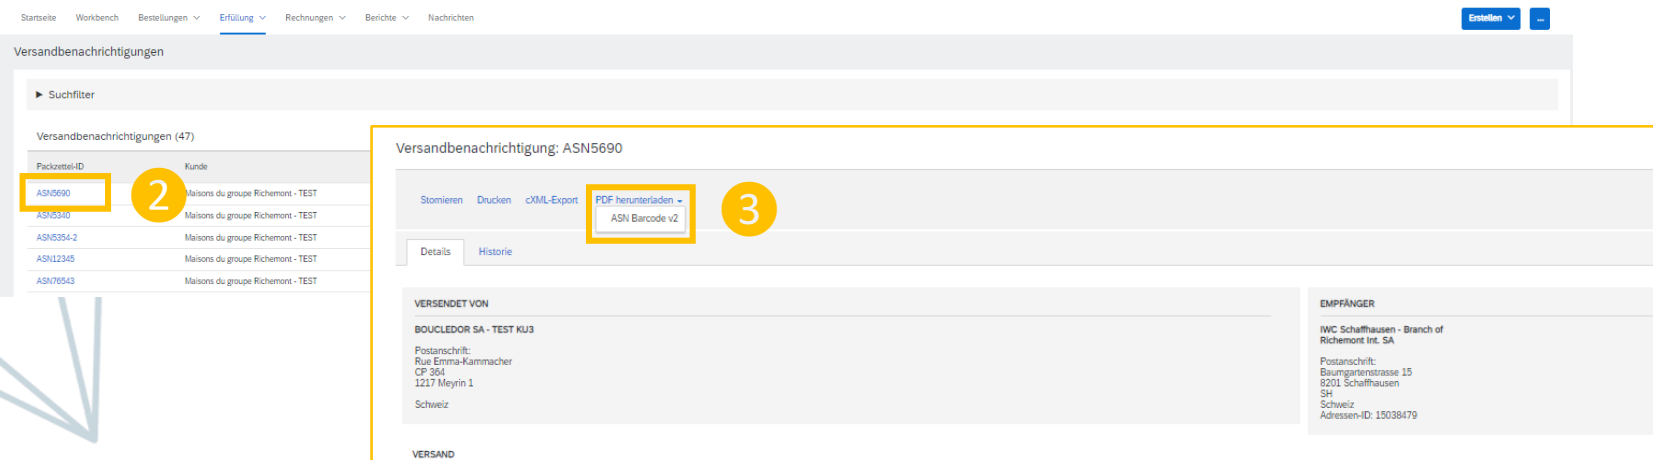 Startseite Workbench Bestellungen Erfüllung Rechnungen Berichte Nachrichten Erstellen ...
Versandbenachrichtigungen
Suchfilter
Versandbenachrichtigungen (47)
Packzettel-ID Kunde
ASN5690 Maisons du groupe Richemont - TEST
ASN5340 Maisons du groupe Richemont - TEST
ASN5354-2 Maisons du groupe Richemont - TEST
ASN12345 Maisons du groupe Richemont - TEST
ASN76543 Maisons du groupe Richemont - TEST
2
Versandbenachrichtigung: ASN5690
Stornieren Drucken cXML-Export PDF herunterladen
ASN Barcode v2
3
Details Historie
VERSENDET VON
BOUCLEDOR SA - TEST KU3
Postanschrift:
Rue Emma-Kammacher
CP 364
1217 Meyrin 1
Schweiz
EMPFÄNGER
IWC Schaffhausen - Branch of
Richemont Int. SA
Postanschrift:
Baumgartenstrasse 15
8201 Schaffhausen
SH
Schweiz
Adressen-ID: 15038479
VERSAND